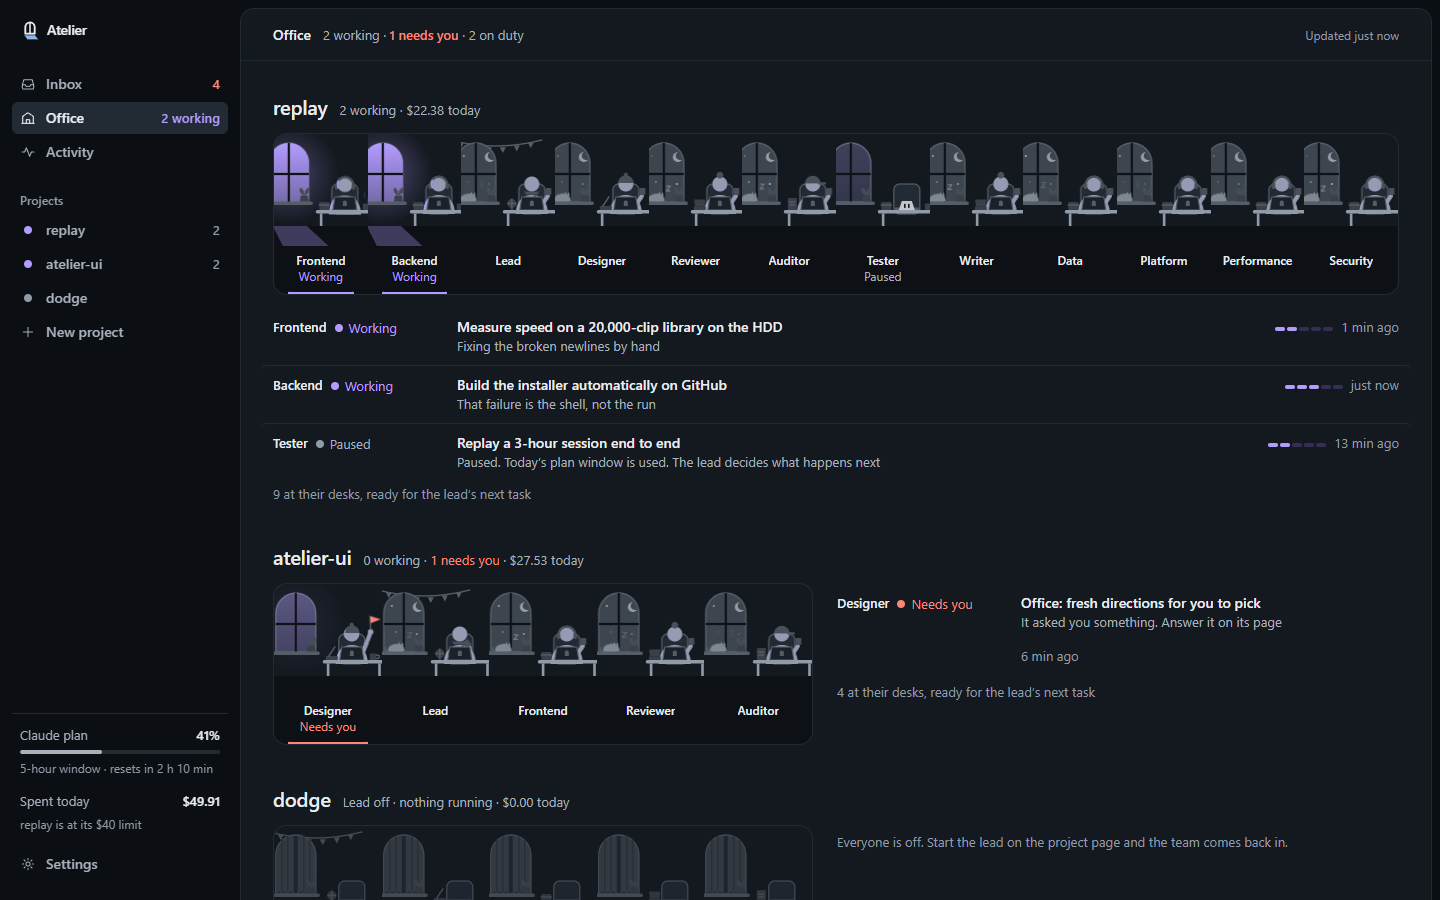 Atelier
Inbox 4
Office 2 working
Activity
Projects
replay 2
atelier-ui 2
dodge
New project
Claude plan 41%
5-hour window · resets in 2 h 10 min
Spent today $49.91
replay is at its $40 limit
Settings
Office 2 working · 1 needs you · 2 on duty Updated just now
replay 2 working · $22.38 today
Frontend Backend Lead Designer Reviewer Auditor Tester Writer Data Platform Performance Security
Working Working Paused
Frontend Working Measure speed on a 20,000-clip library on the HDD 1 min ago
Fixing the broken newlines by hand
Backend Working Build the installer automatically on GitHub just now
That failure is the shell, not the run
Tester Paused Replay a 3-hour session end to end 13 min ago
Paused. Today's plan window is used. The lead decides what happens next
9 at their desks, ready for the lead's next task
atelier-ui 0 working · 1 needs you · $27.53 today
Designer Lead Frontend Reviewer Auditor
Needs you
Designer Needs you Office: fresh directions for you to pick
It asked you something. Answer it on its page
6 min ago
4 at their desks, ready for the lead's next task
dodge Lead off · nothing running · $0.00 today
Everyone is off. Start the lead on the project page and the team comes back in.